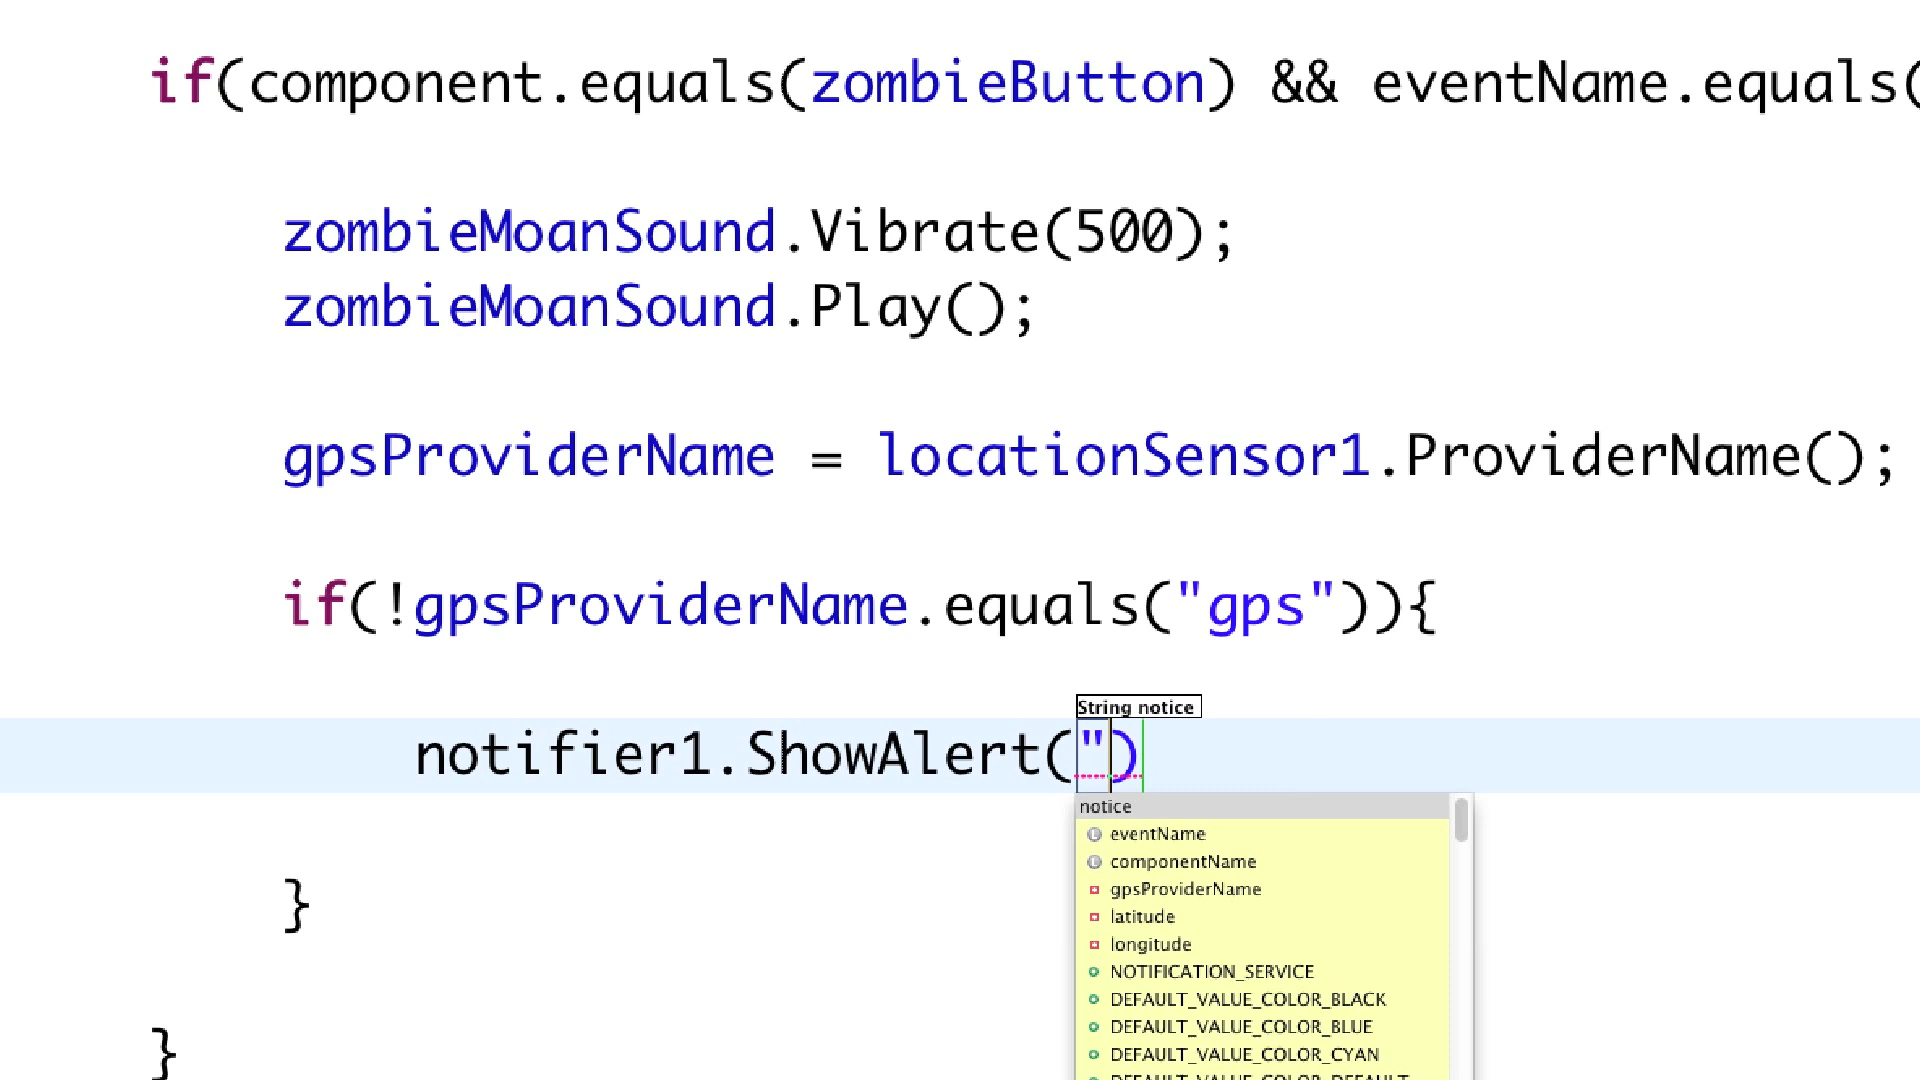 if(component.equals(zombieButton) && eventName.equals(
zombieMoanSound.Vibrate(500);
zombieMoanSound.Play();
gpsProviderName = locationSensor1.ProviderName();
if(!gpsProviderName.equals("gps")){
String notice
notifier1.ShowAlert(")
notice
eventName
componentName
gpsProviderName
latitude
longitude
NOTIFICATION_SERVICE
DEFAULT_VALUE_COLOR_BLACK
DEFAULT_VALUE_COLOR_BLUE
DEFAULT_VALUE_COLOR_CYAN
DEFAULT_VALUE_COLOR_DEFAULT
}
}